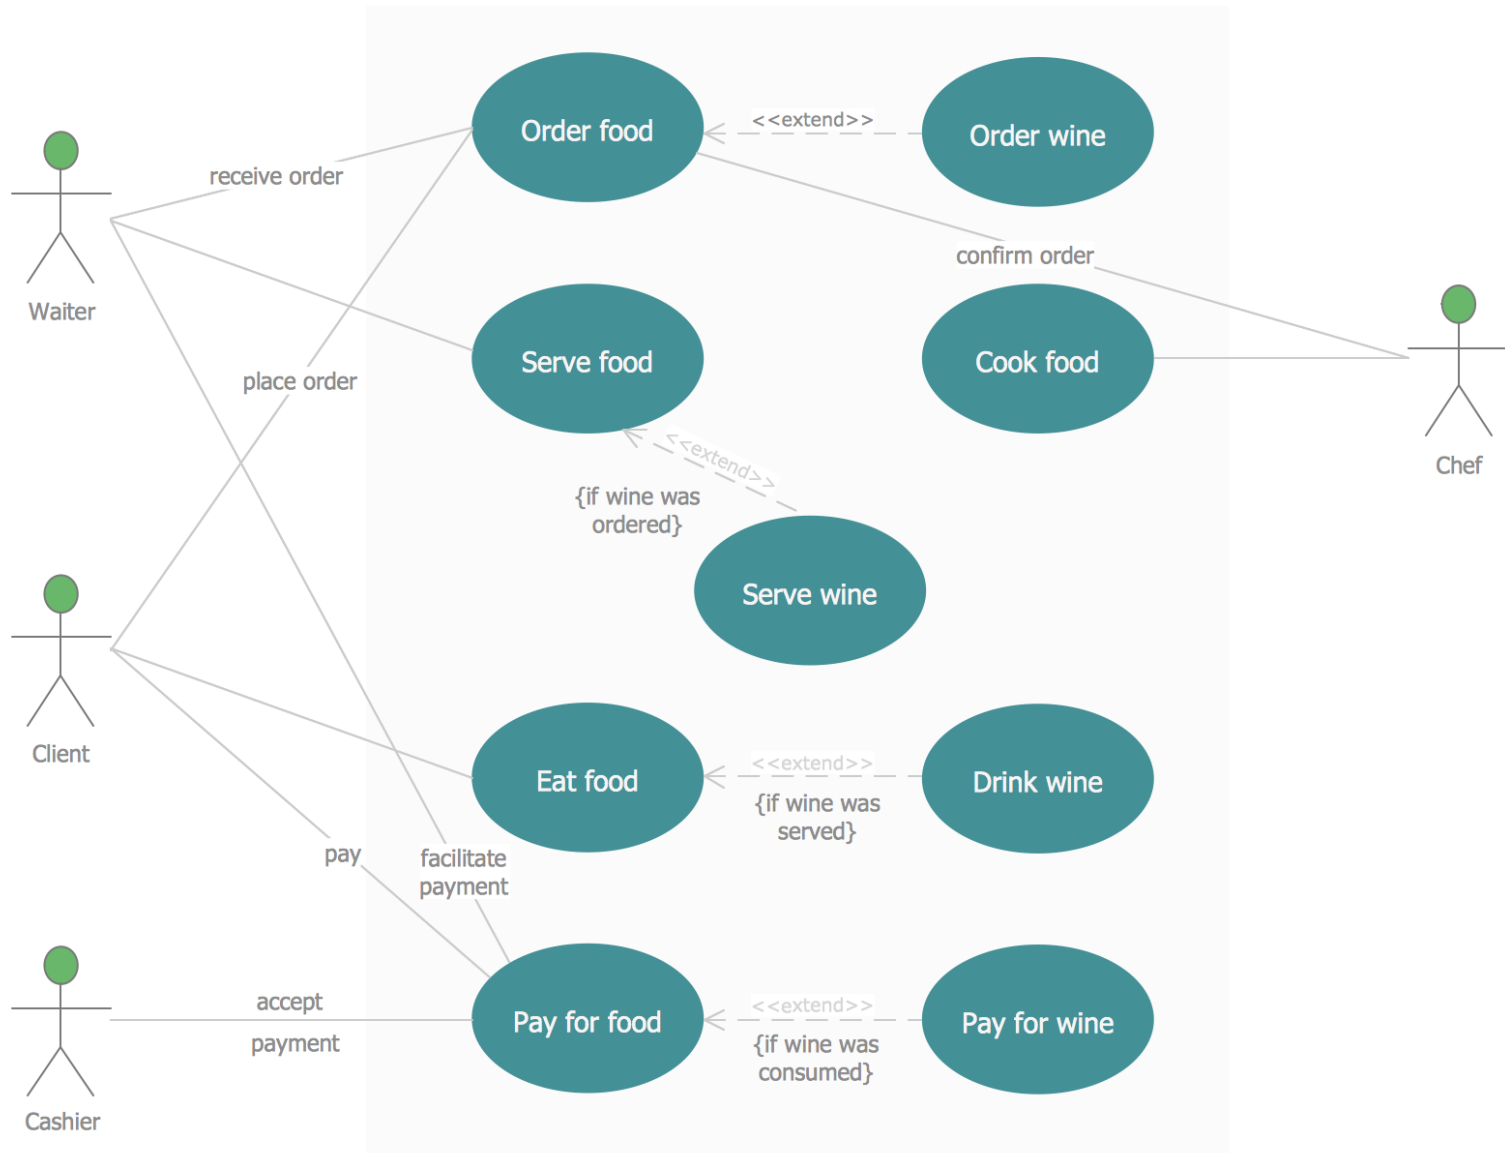 Order food
<<extend>>
Order wine
receive order
confirm order
Waiter
Serve food
Cook food
place order
<<extend>>
Chef
{if wine was
ordered}
Serve wine
Client
Eat food
<<extend>>
Drink wine
{if wine was
served}
pay
facilitate
payment
accept
payment
Pay for food
<<extend>>
Pay for wine
{if wine was
consumed}
Cashier